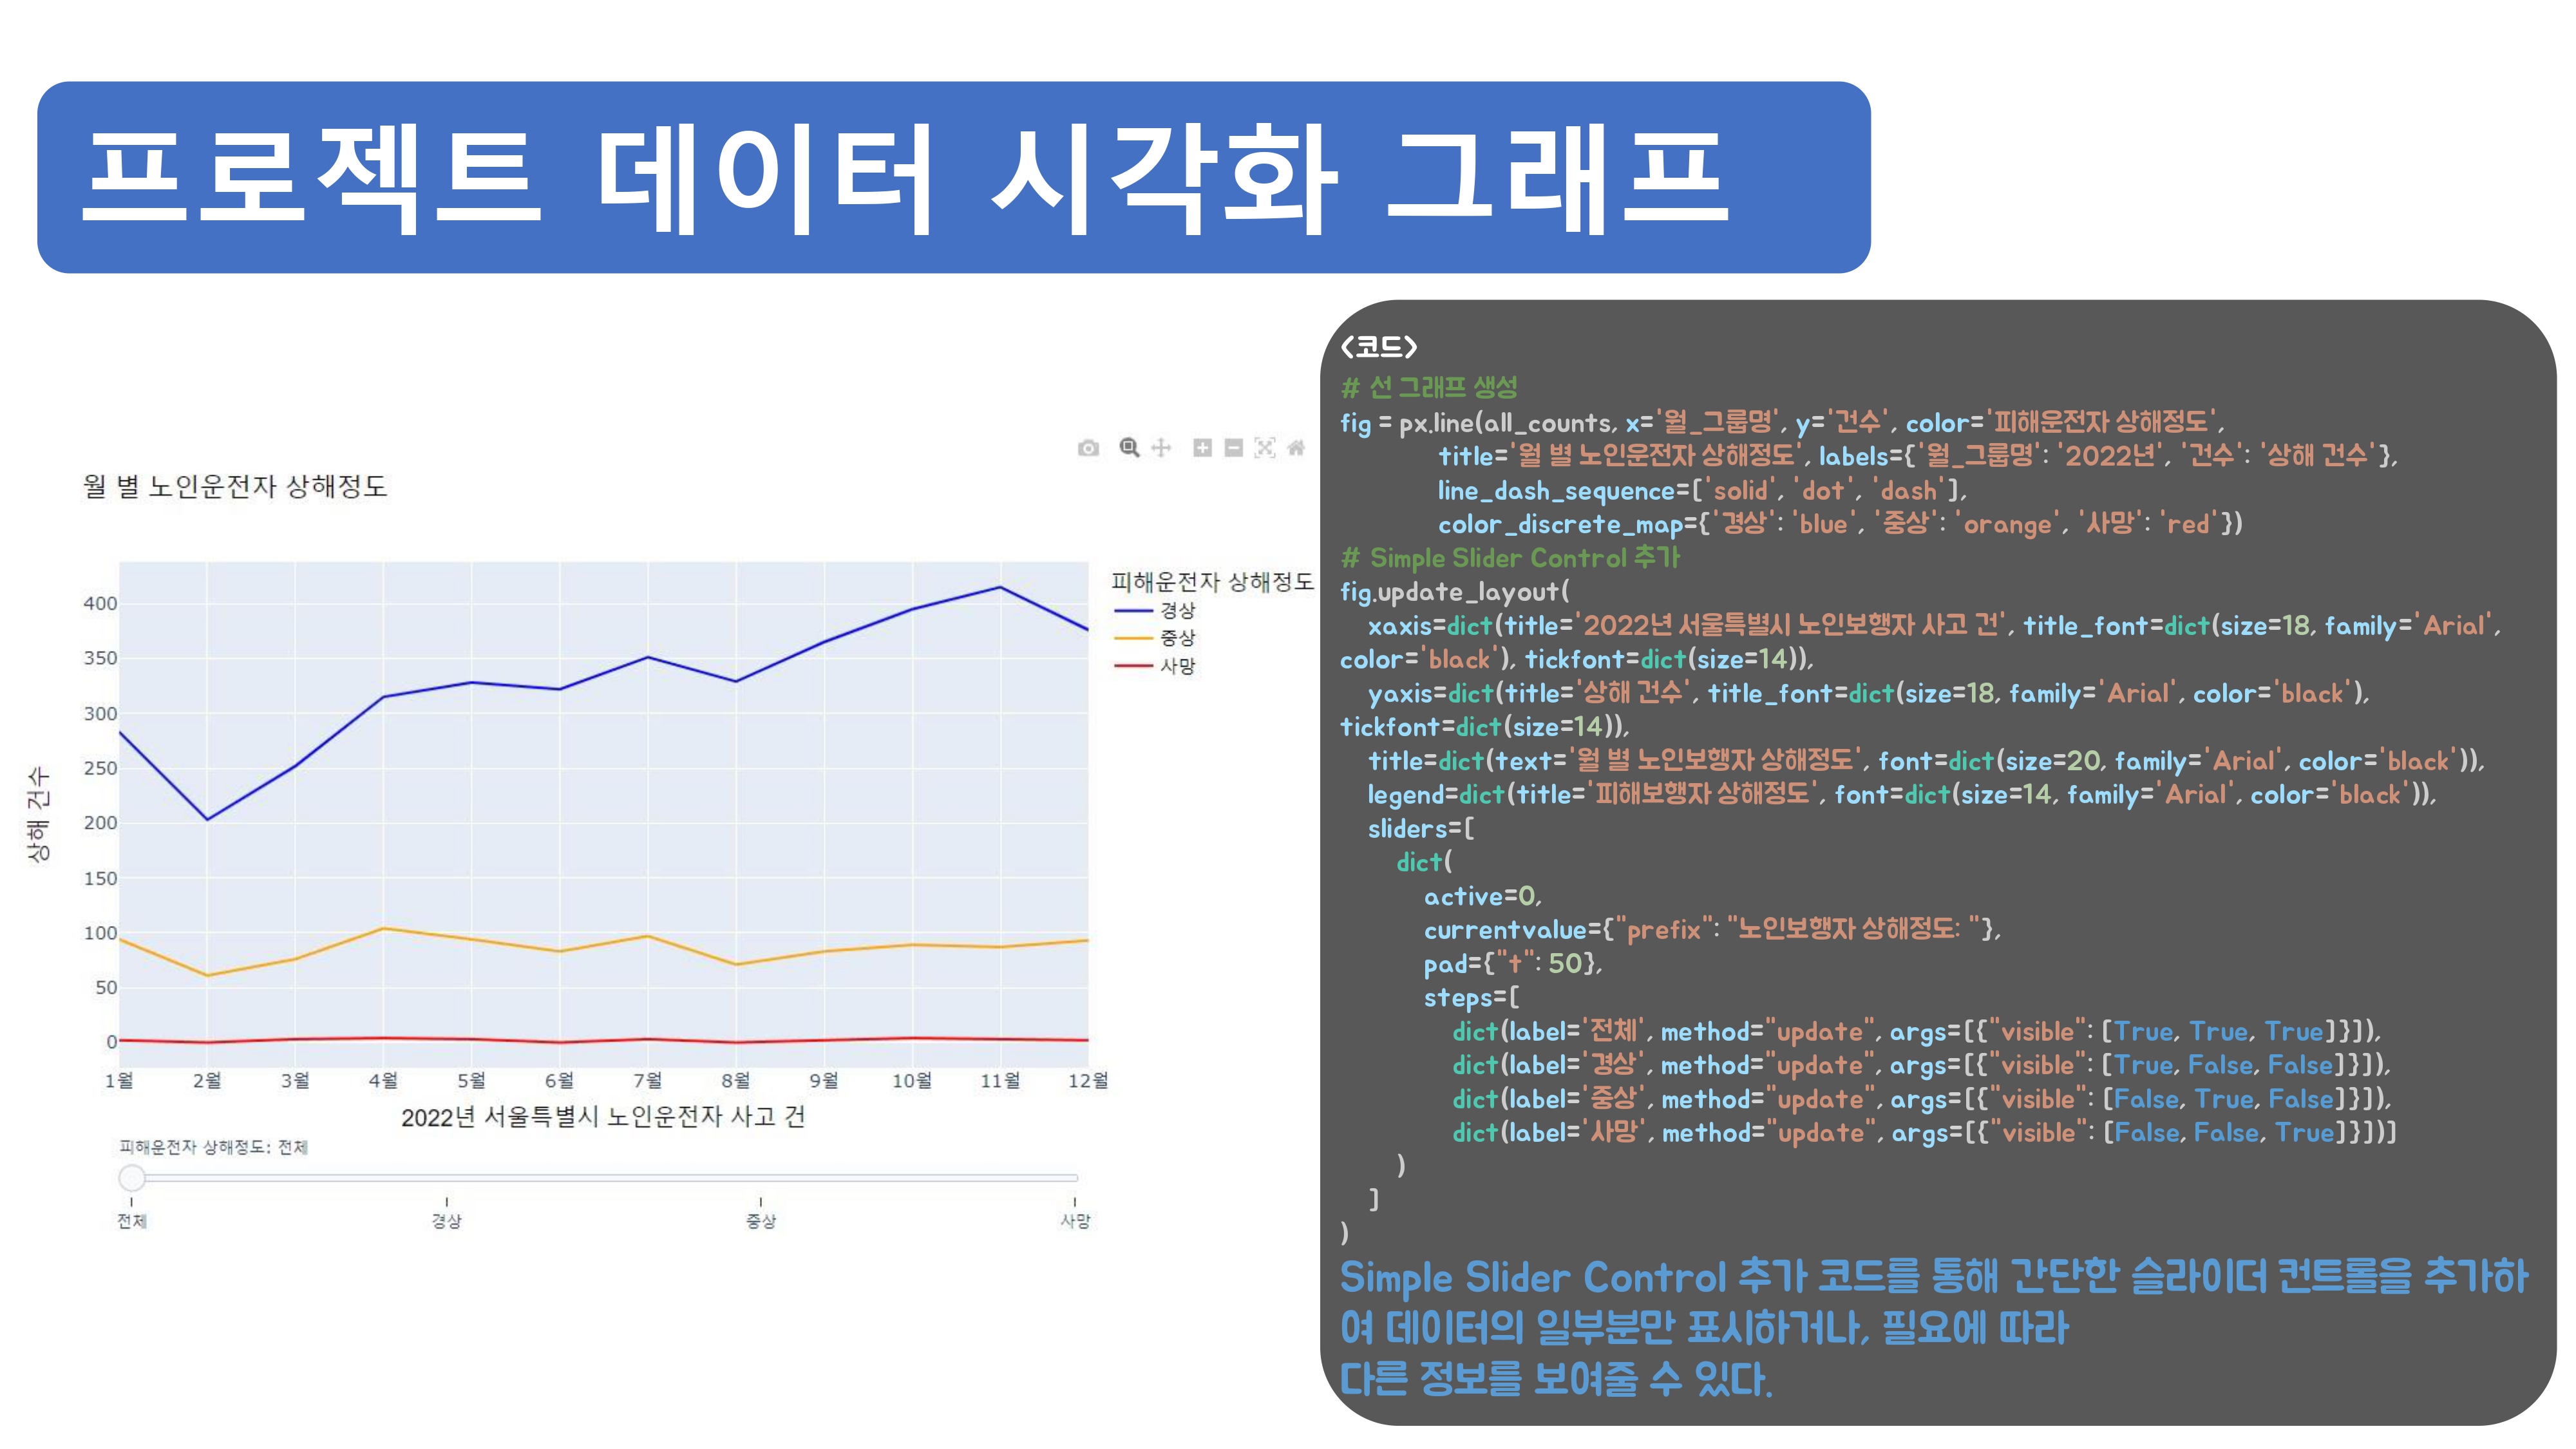 프로젝트 데이터 시각화 그래프
월 별 노인운전자 상해정도
상해 건수
400
350
300
250
200
150
100
50
0
1월 2월 3월 4월 5월 6월 7월 8월 9월 10월 11월 12월
2022년 서울특별시 노인운전자 사고 건
피해운전자 상해정도
경상
중상
사망
피해운전자 상해정도: 전체
전체 경상 중상 사망
<코드>
# 선 그래프 생성
fig = px.line(all_counts, x='월_그룹명', y='건수', color='피해운전자 상해정도',
title='월 별 노인운전자 상해정도', labels={'월_그룹명': '2022년', '건수': '상해 건수'},
line_dash_sequence=['solid', 'dot', 'dash'],
color_discrete_map={'경상': 'blue', '중상': 'orange', '사망': 'red'})
# Simple Slider Control 추가
fig.update_layout(
xaxis=dict(title='2022년 서울특별시 노인보행자 사고 건', title_font=dict(size=18, family='Arial',
color='black'), tickfont=dict(size=14)),
yaxis=dict(title='상해 건수', title_font=dict(size=18, family='Arial', color='black'),
tickfont=dict(size=14)),
title=dict(text='월 별 노인보행자 상해정도', font=dict(size=20, family='Arial', color='black')),
legend=dict(title='피해보행자 상해정도', font=dict(size=14, family='Arial', color='black')),
sliders=[
dict(
active=0,
currentvalue={"prefix": "노인보행자 상해정도: "},
pad={"t": 50},
steps=[
dict(label='전체', method="update", args=[{"visible": [True, True, True]}]),
dict(label='경상', method="update", args=[{"visible": [True, False, False]}]),
dict(label='중상', method="update", args=[{"visible": [False, True, False]}]),
dict(label='사망', method="update", args=[{"visible": [False, False, True]}])]
)
]
)
Simple Slider Control 추가 코드를 통해 간단한 슬라이더 컨트롤을 추가하
여 데이터의 일부분만 표시하거나, 필요에 따라
다른 정보를 보여줄 수 있다.